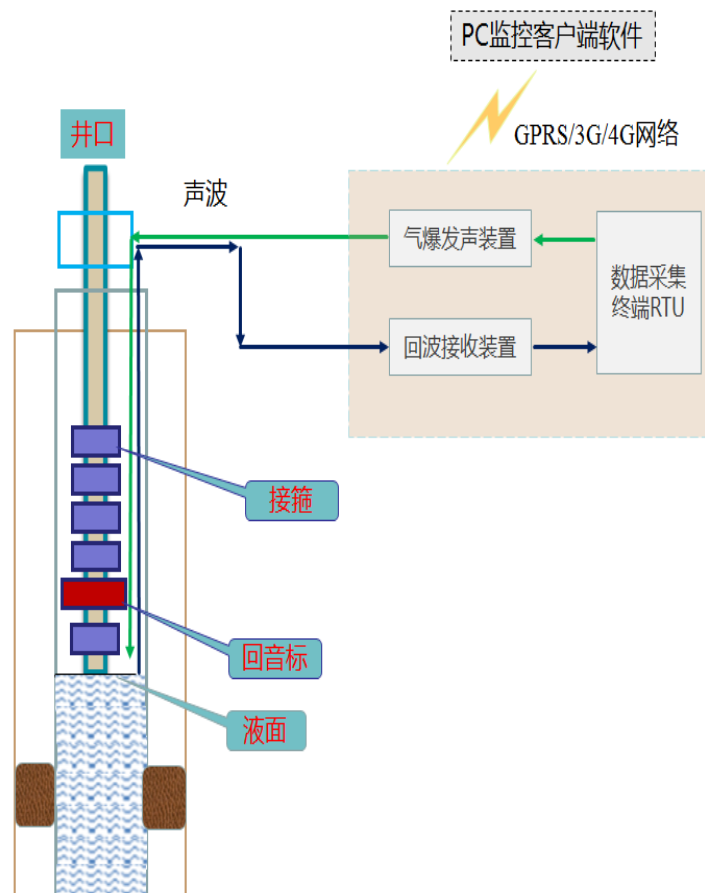 PC监控客户端软件
GPRS/3G/4G网络
井口
声波
气爆发声装置
数据采集
终端RTU
回波接收装置
接箍
回音标
液面